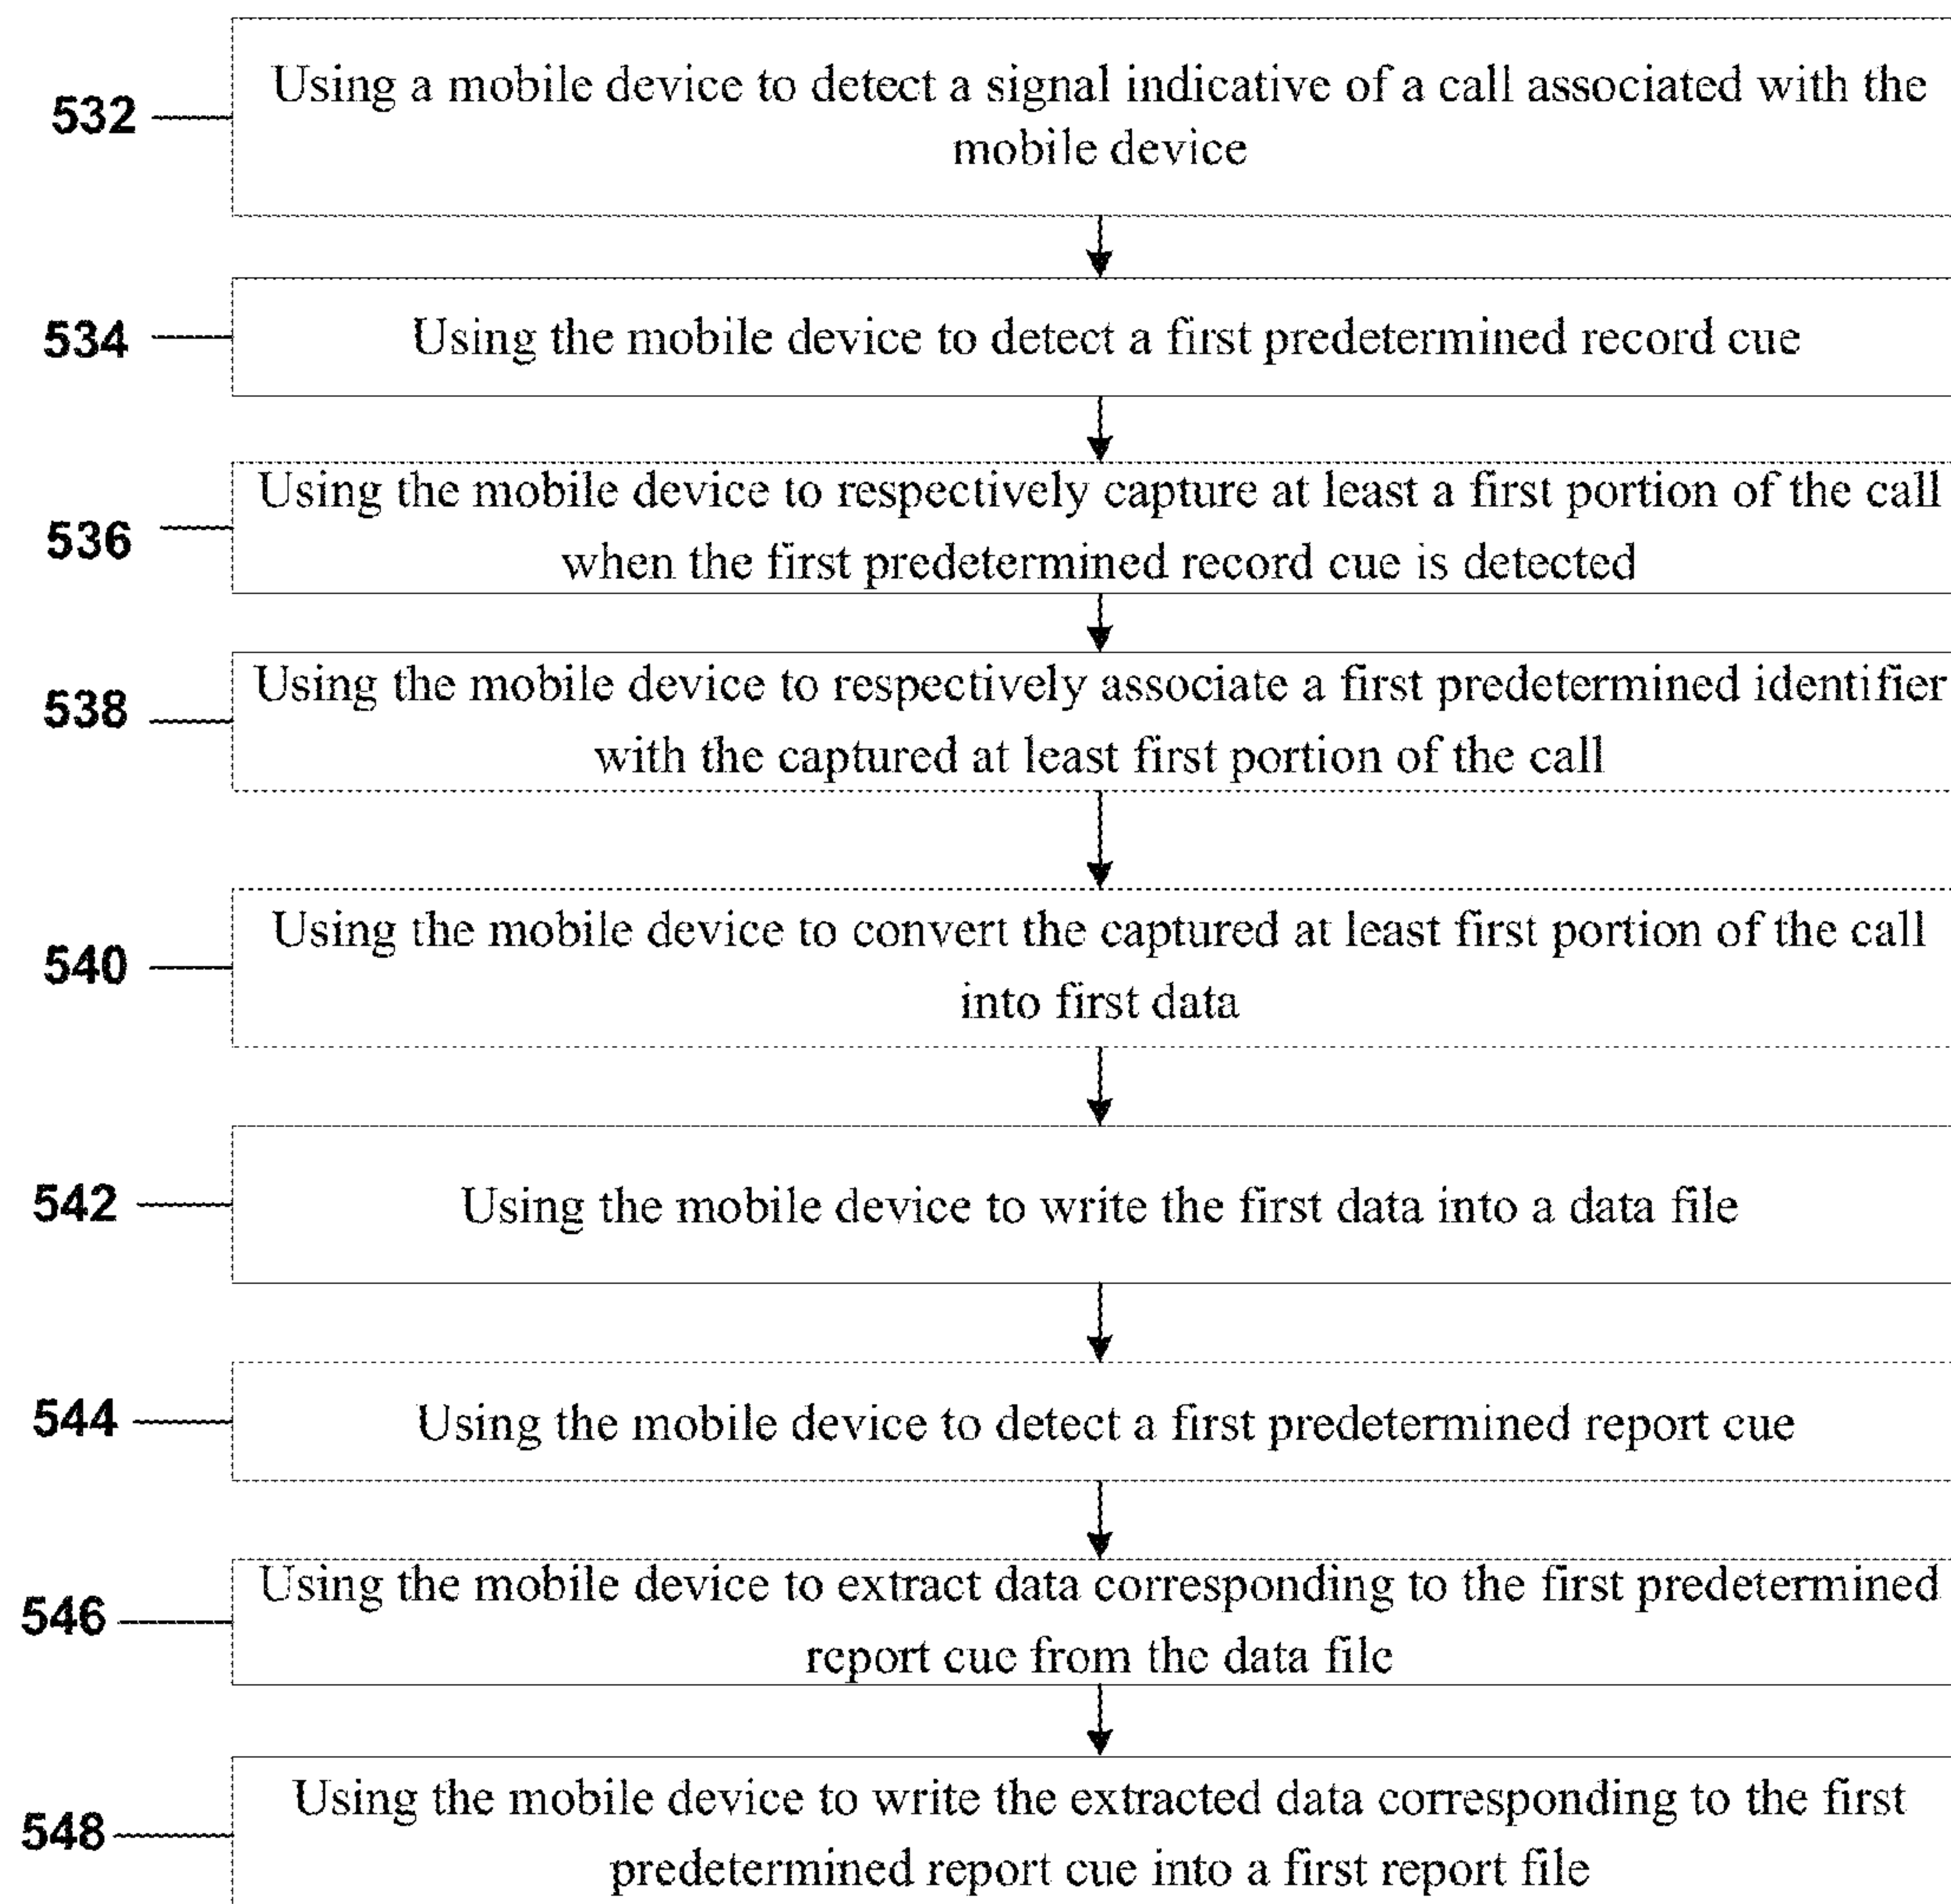 532
Using a mobile device to detect a signal indicative of a call associated with the
mobile device
534
Using the mobile device to detect a first predetermined record cue
536
Using the mobile device to respectively capture at least a first portion of the call
when the first predetermined record cue is detected
538
Using the mobile device to respectively associate a first predetermined identifier
with the captured at least first portion of the call
540
Using the mobile device to convert the captured at least first portion of the call
into first data
542
Using the mobile device to write the first data into a data file
544
Using the mobile device to detect a first predetermined report cue
546
Using the mobile device to extract data corresponding to the first predetermined
report cue from the data file
548
Using the mobile device to write the extracted data corresponding to the first
predetermined report cue into a first report file